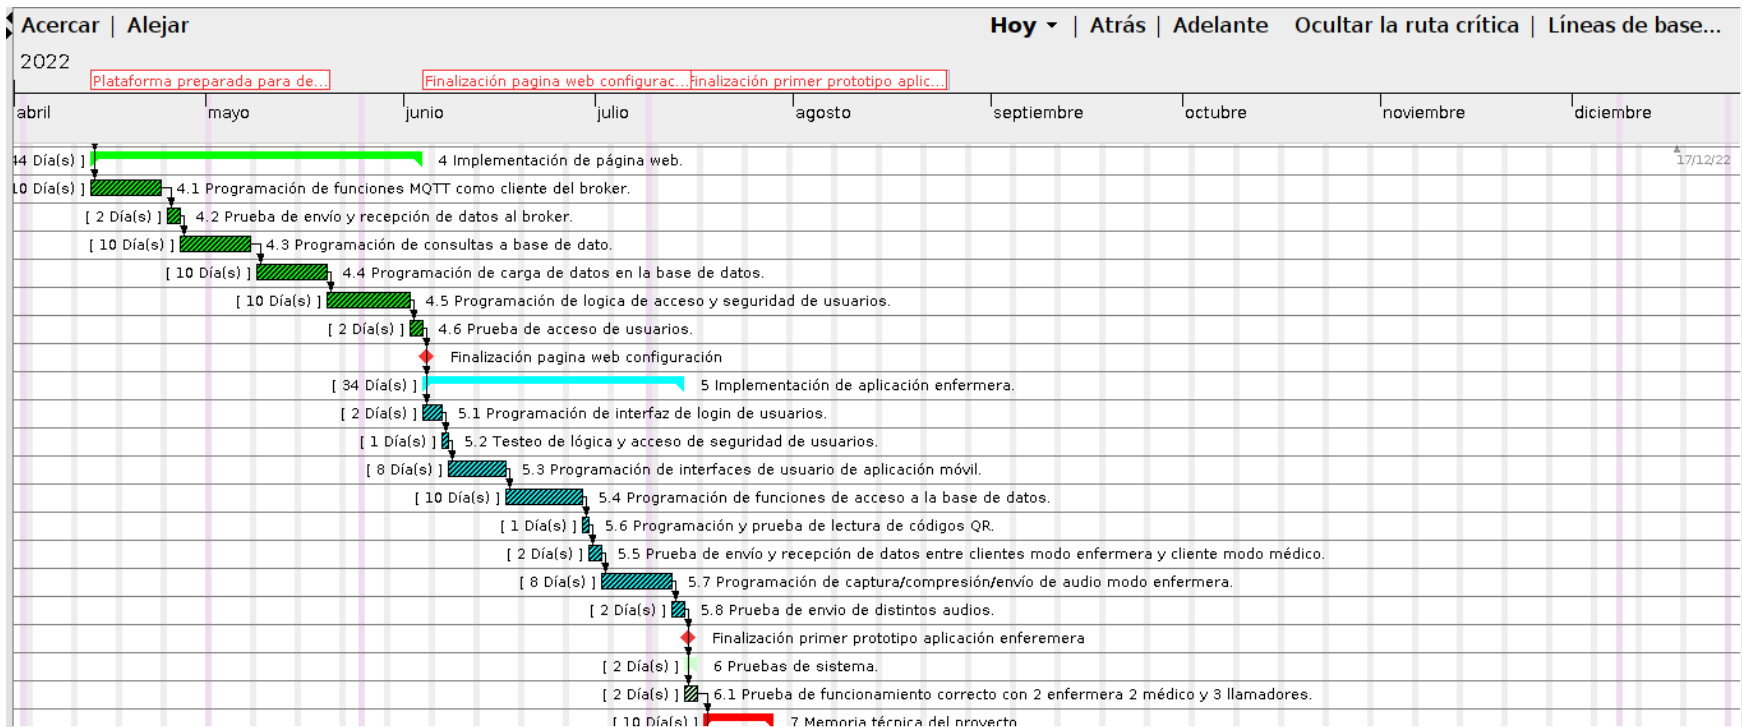 Acercar | Alejar
Hoy | Atrás | Adelante Ocultar la ruta crítica | Líneas de base...
2022
Plataforma preparada para de... Finalización pagina web configurac... Finalización primer prototipo aplic...
abril mayo junio julio agosto septiembre octubre noviembre diciembre
17/12/22
44 Día(s) ] 4 Implementación de página web.
10 Día(s) ] 4.1 Programación de funciones MQTT como cliente del broker.
[ 2 Día(s) ] 4.2 Prueba de envío y recepción de datos al broker.
[ 10 Día(s) ] 4.3 Programación de consultas a base de dato.
[ 10 Día(s) ] 4.4 Programación de carga de datos en la base de datos.
[ 10 Día(s) ] 4.5 Programación de logica de acceso y seguridad de usuarios.
[ 2 Día(s) ] 4.6 Prueba de acceso de usuarios.
Finalización pagina web configuración
[ 34 Día(s) ] 5 Implementación de aplicación enfermera.
[ 2 Día(s) ] 5.1 Programación de interfaz de login de usuarios.
[ 1 Día(s) ] 5.2 Testeo de lógica y acceso de seguridad de usuarios.
[ 8 Día(s) ] 5.3 Programación de interfaces de usuario de aplicación móvil.
[ 10 Día(s) ] 5.4 Programación de funciones de acceso a la base de datos.
[ 1 Día(s) ] 5.6 Programación y prueba de lectura de códigos QR.
[ 2 Día(s) ] 5.5 Prueba de envío y recepción de datos entre clientes modo enfermera y cliente modo médico.
[ 8 Día(s) ] 5.7 Programación de captura/compresión/envío de audio modo enfermera.
[ 2 Día(s) ] 5.8 Prueba de envio de distintos audios.
Finalización primer prototipo aplicación enferemera
[ 2 Día(s) ] 6 Pruebas de sistema.
[ 2 Día(s) ] 6.1 Prueba de funcionamiento correcto con 2 enfermera 2 médico y 3 llamadores.
[ 10 Día(s) ] 7 Memoria técnica del proyecto